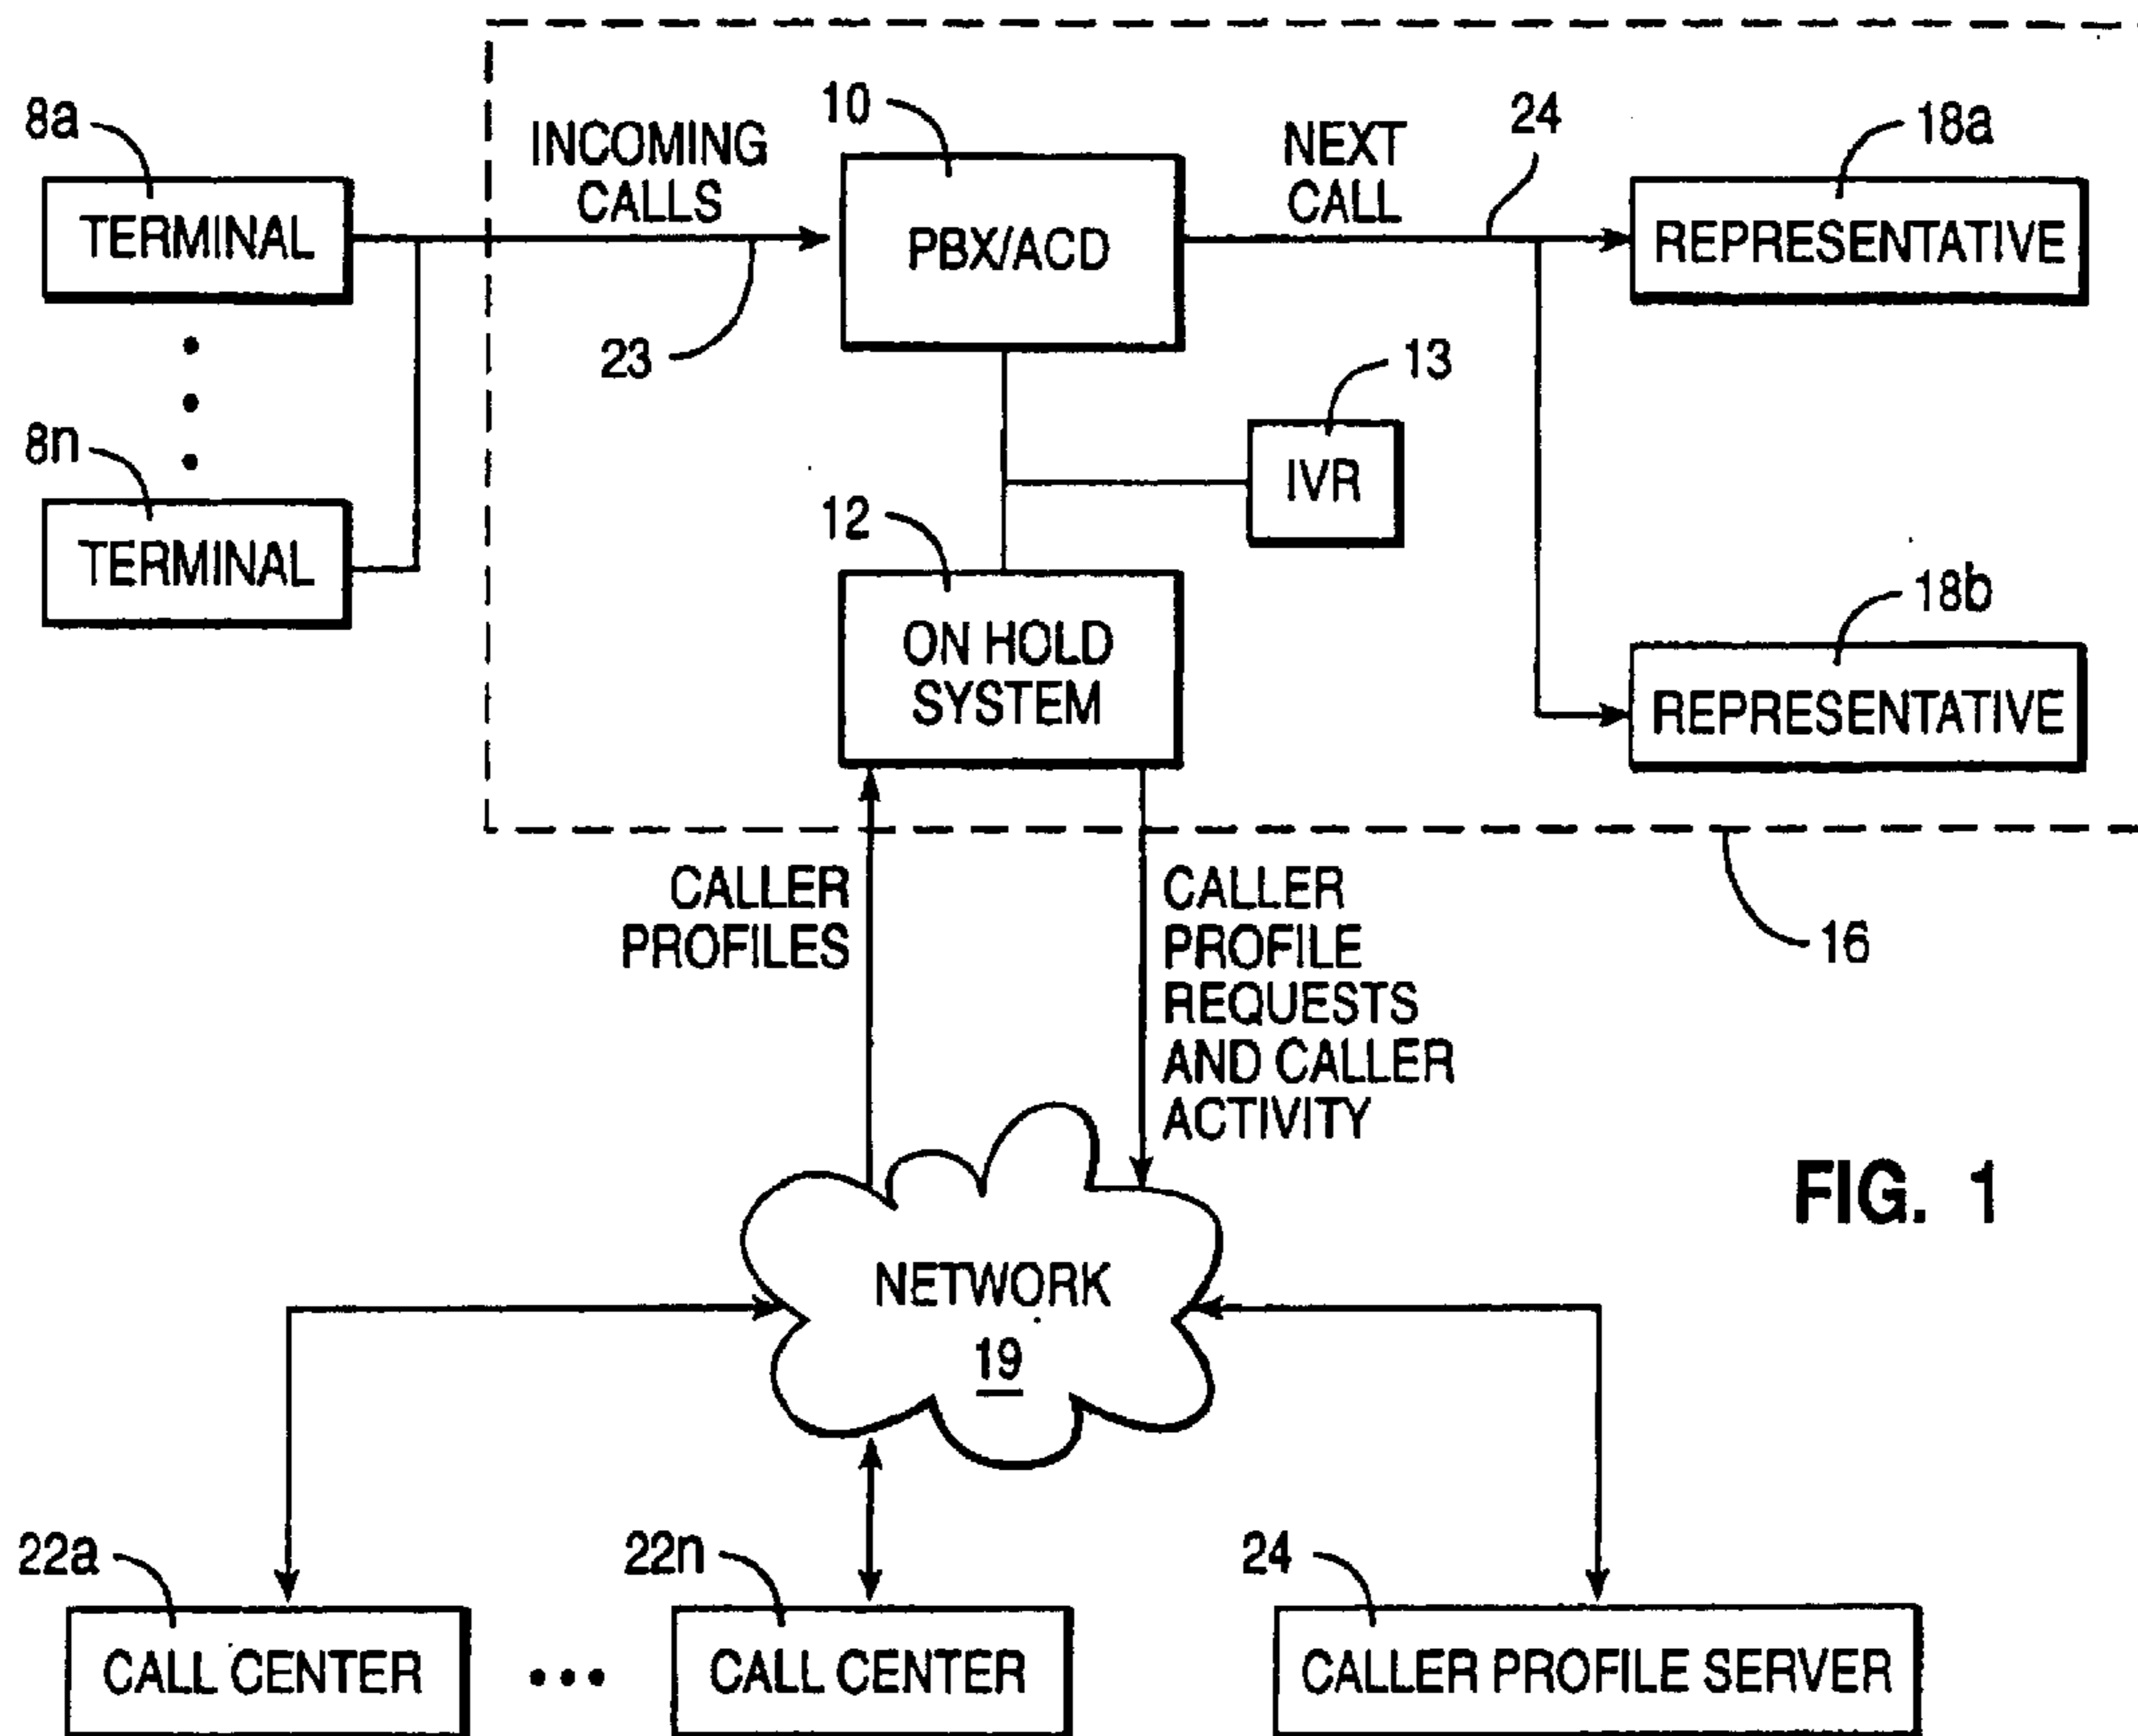 8a
TERMINAL
8n
TERMINAL
INCOMING
CALLS
23
10
PBX/ACD
NEXT
CALL
24
18a
REPRESENTATIVE
13
IVR
12
ON HOLD
SYSTEM
18b
REPRESENTATIVE
16
CALLER
PROFILES
CALLER
PROFILE
REQUESTS
AND CALLER
ACTIVITY
FIG. 1
NETWORK
19
22a
CALL CENTER
22n
CALL CENTER
24
CALLER PROFILE SERVER